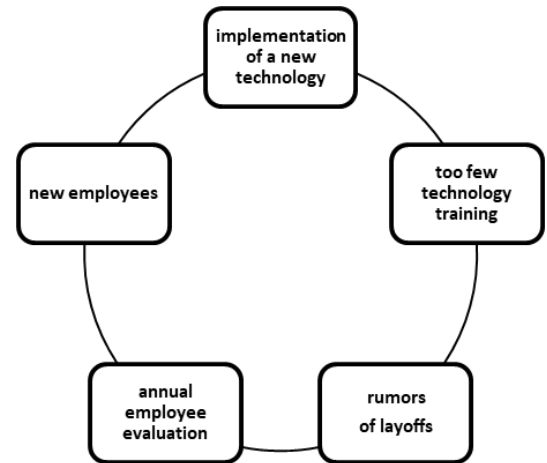 implementation
of a new
technology
too few
technology
training
rumors
of layoffs
annual
employee
evaluation
new employees